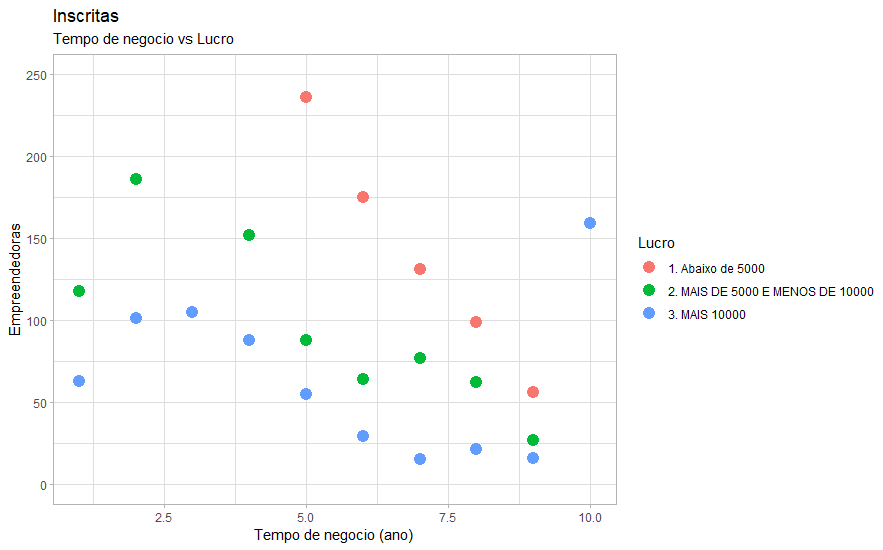 Inscritas
Tempo de negocio vs Lucro
250
200
150
100
50
0
Empreendedoras
2.5
5.0
7.5
10.0
Tempo de negocio (ano)
Lucro
1. Abaixo de 5000
2. MAIS DE 5000 E MENOS DE 10000
3. MAIS 10000